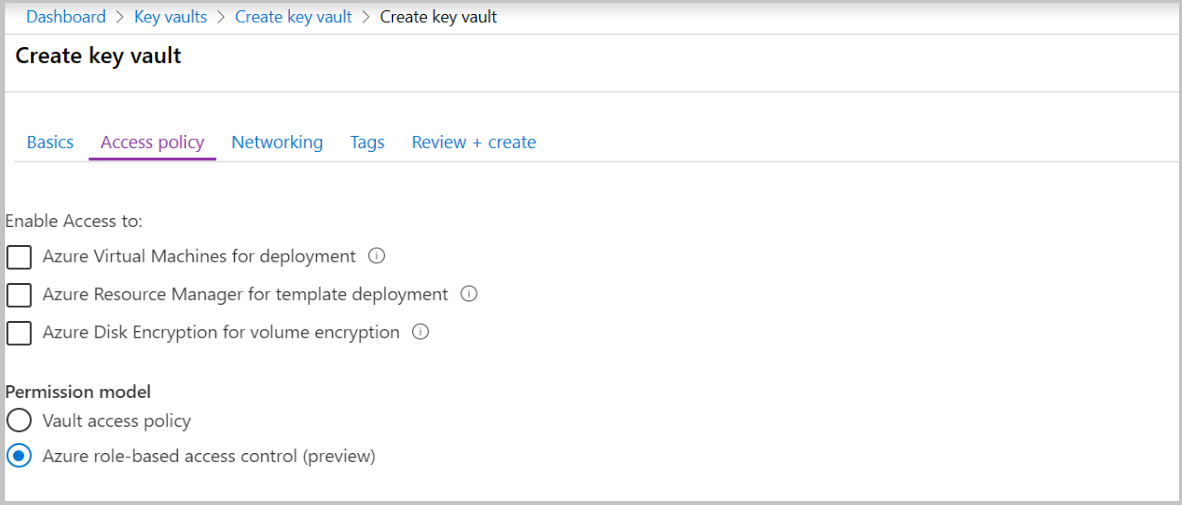 Dashboard > Key vaults > Create key vault > Create key vault
Create key vault
Basics Access policy Networking Tags Review + create
Enable Access to:
Azure Virtual Machines for deployment
Azure Resource Manager for template deployment
Azure Disk Encryption for volume encryption
Permission model
Vault access policy
Azure role-based access control (preview)